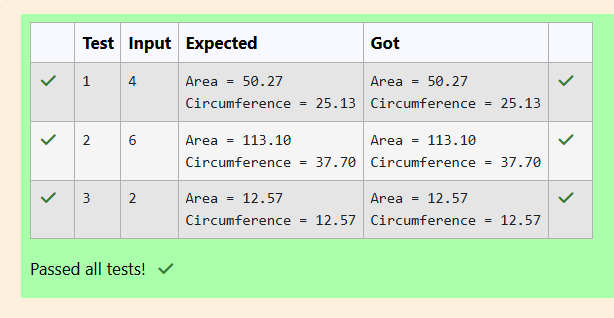 Test Input Expected Got
1 4 Area = 50.27 Area = 50.27
Circumference = 25.13 Circumference = 25.13
2 6 Area = 113.10 Area = 113.10
Circumference = 37.70 Circumference = 37.70
3 2 Area = 12.57 Area = 12.57
Circumference = 12.57 Circumference = 12.57
Passed all tests!